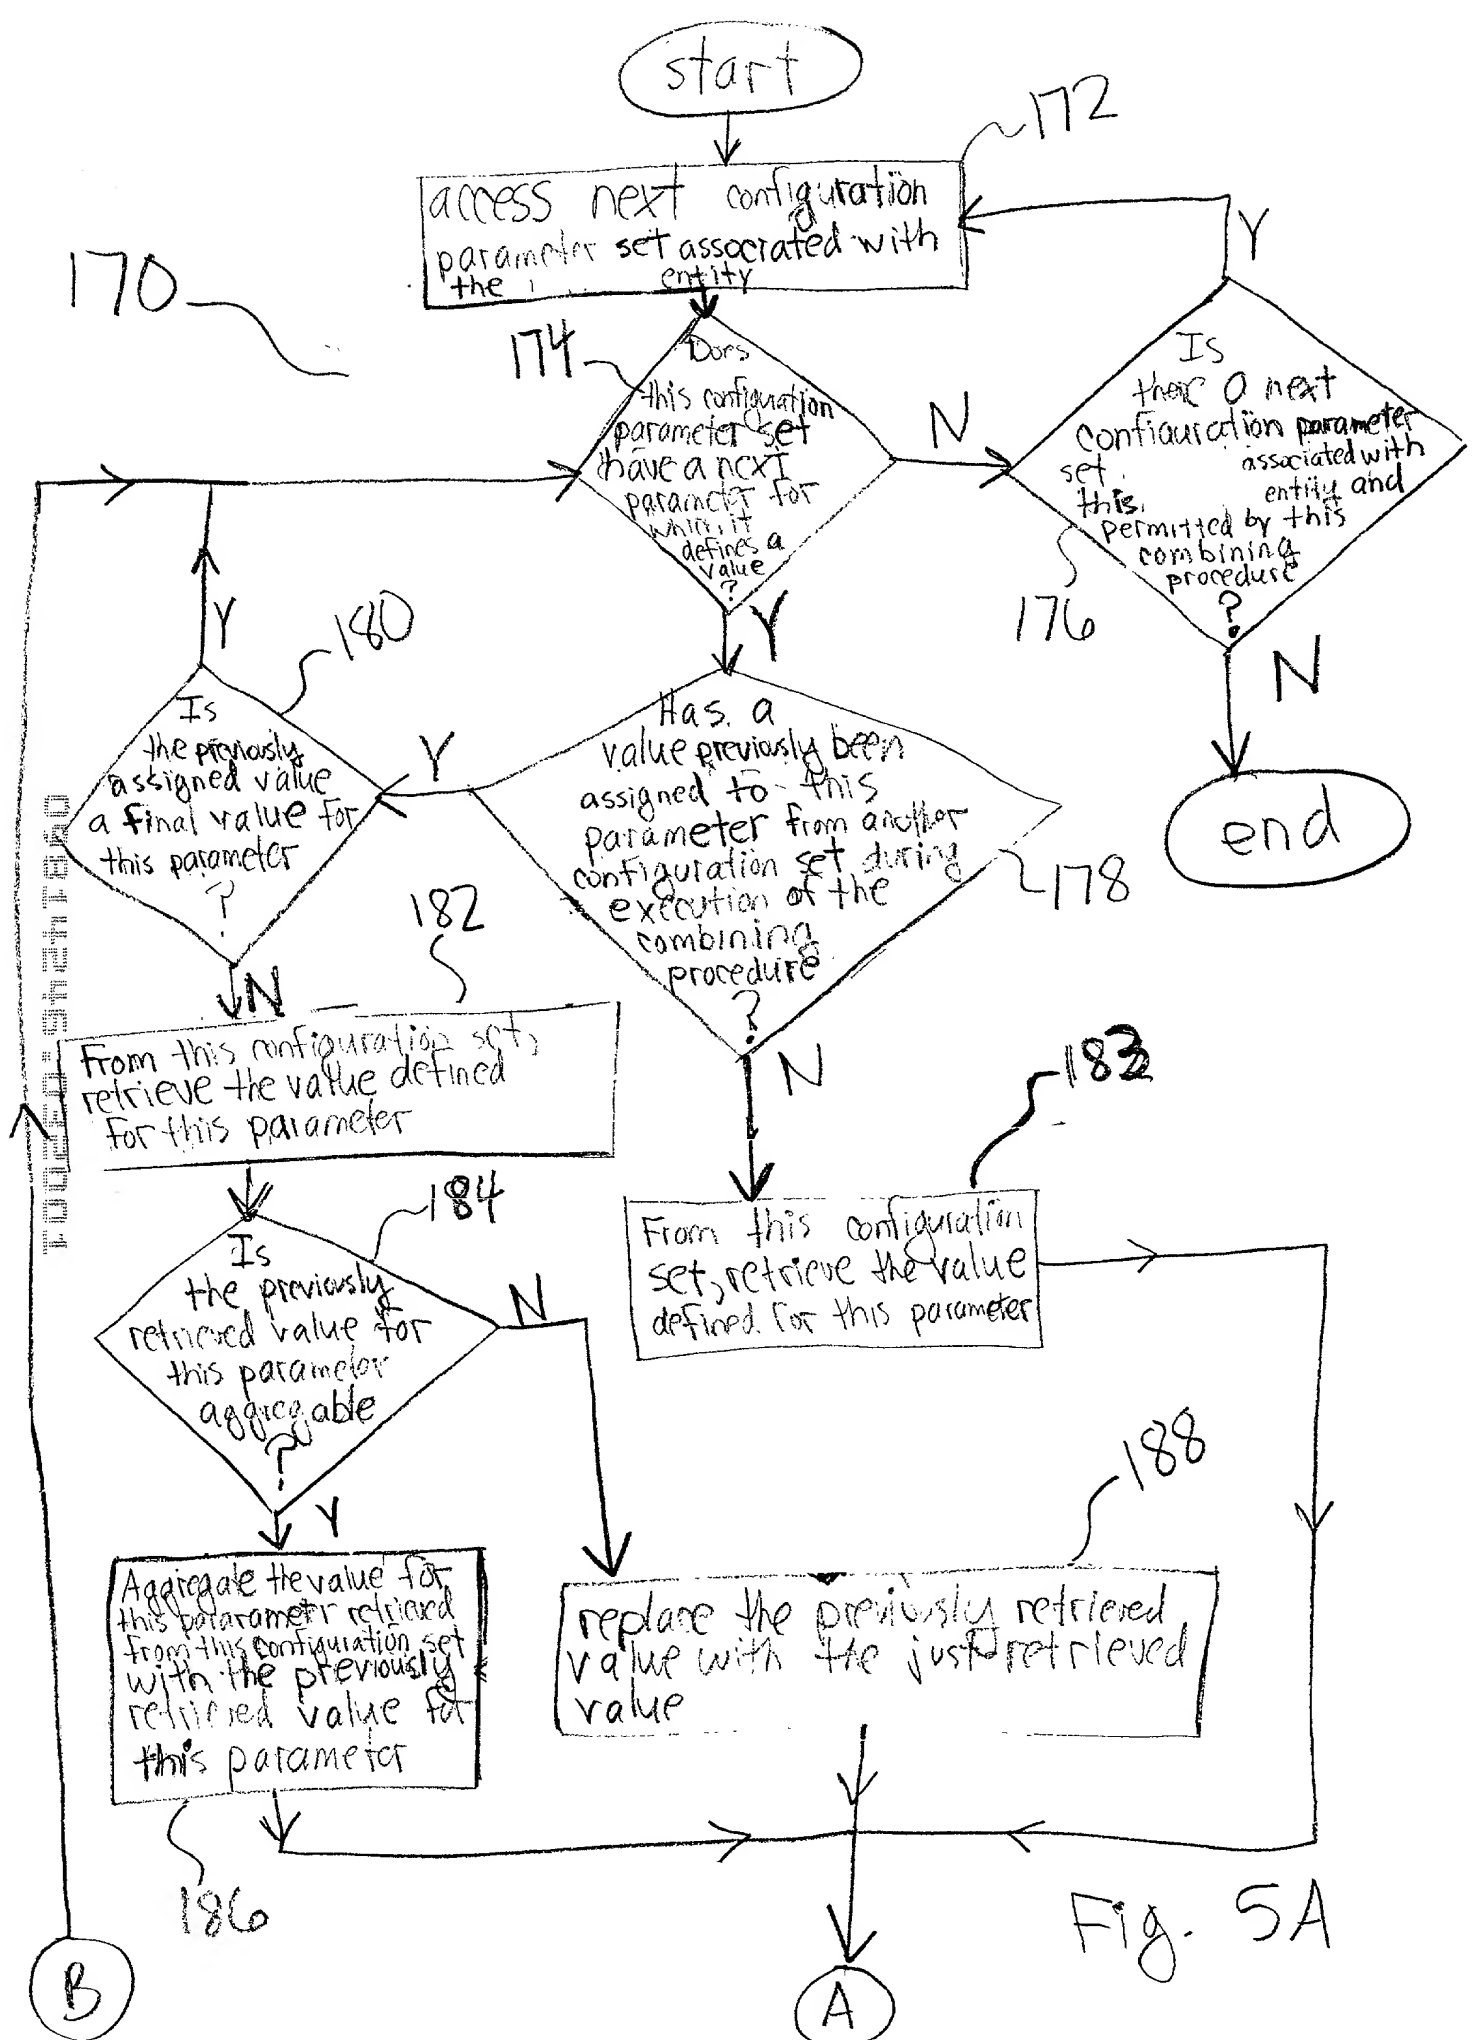 start
172
access next configuration
parameter set associated with
the entity
170
174
Does
this configuration
parameter set
have a next
parameter for
which it
defines a
value
?
N
Y
Y
Is
there a next
configuration parameter
set associated with
this entity and
permitted by this
combining
procedure
?
176
N
end
Y
180
Is
the previously
assigned value
a final value for
this parameter
?
Y
Has a
value previously been
assigned to this
parameter from another
configuration set during
execution of the
combining
procedure
?
178
N
N
182
From this configuration set,
retrieve the value defined
for this parameter
183
From this configuration
set, retrieve the value
defined for this parameter
184
Is
the previously
retrieved value for
this parameter
aggregable
?
N
Y
188
Aggregate the value for
this pararametr retrieved
from this configuration set
with the previously
retrieved value for
this parameter
186
replace the previously retrieved
value with the just retrieved
value
Fig. 5A
B
A